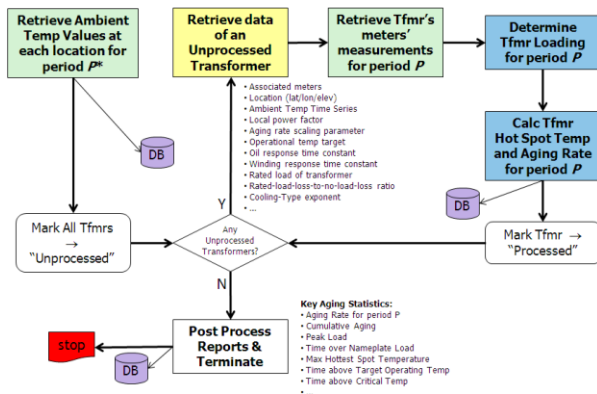 Retrieve Ambient
Temp Values at
each location for
period P*
Retrieve data
of an
Unprocessed
Transformer
Retrieve Tfmr's
meters'
measurements
for period P
Determine
Tfmr Loading
for period P
• Associated meters
• Location (lat/lon/elev)
• Ambient Temp Time Series
• Local power factor
• Aging rate scaling parameter
• Operational temp target
• Oil response time constant
• Winding response time constant
• Rated load of transformer
• Rated-load-loss-to-no-load-loss ratio
• Cooling-Type exponent
• ...
Calc Tfmr
Hot Spot Temp
and Aging Rate
for period P
DB
DB
Y
Mark All Tfmrs
→
"Unprocessed"
Any
Unprocessed
Transformers?
Mark Tfmr →
"Processed"
N
Post Process
Reports &
Terminate
stop
DB
Key Aging Statistics:
• Aging Rate for period P
• Cumulative Aging
• Peak Load
• Time over Nameplate Load
• Max Hottest Spot Temperature
• Time above Target Operating Temp
• Time above Critical Temp
• ...